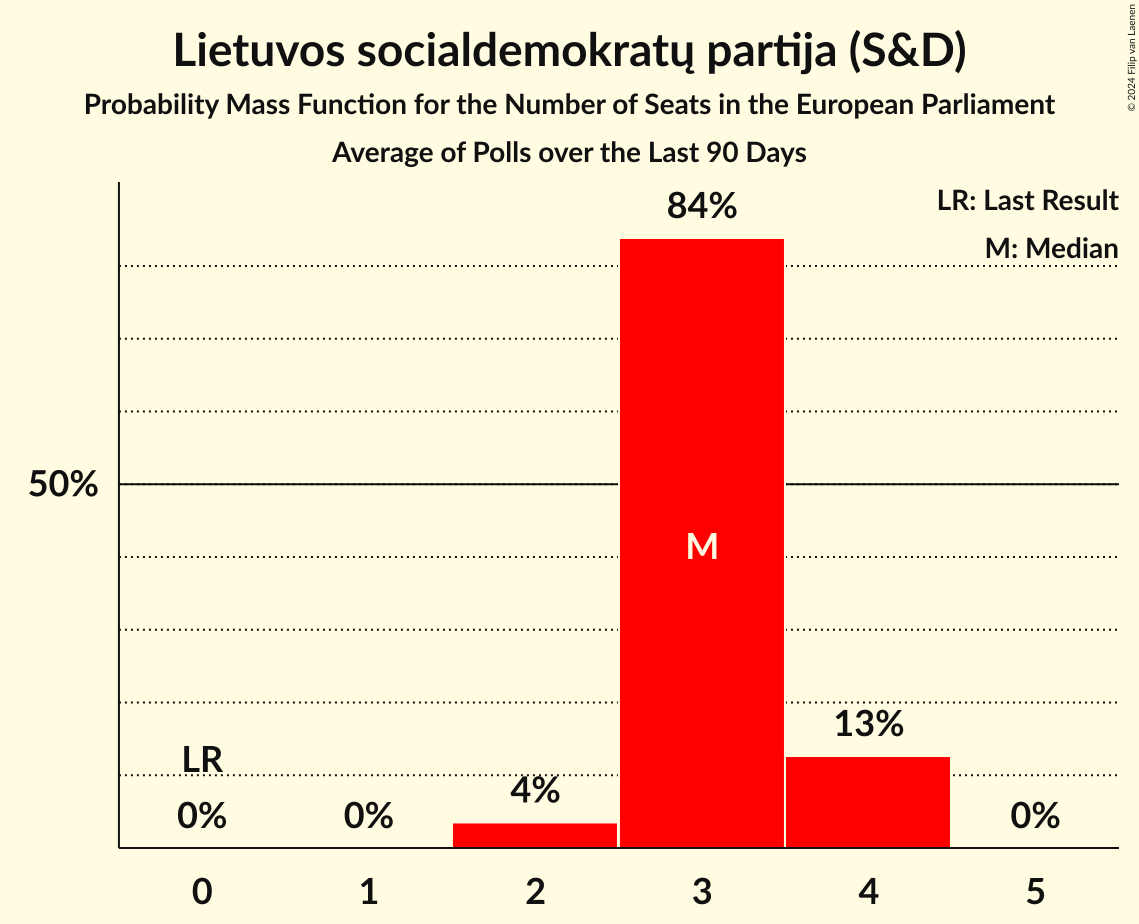 Lietuvos socialdemokratų partija (S&D)
Probability Mass Function for the Number of Seats in the European Parliament
Average of Polls over the Last 90 Days
© 2024 Filip van Laenen
LR: Last Result
M: Median
84%
50%
M
13%
LR
4%
0%
0%
0%
0 1 2 3 4 5